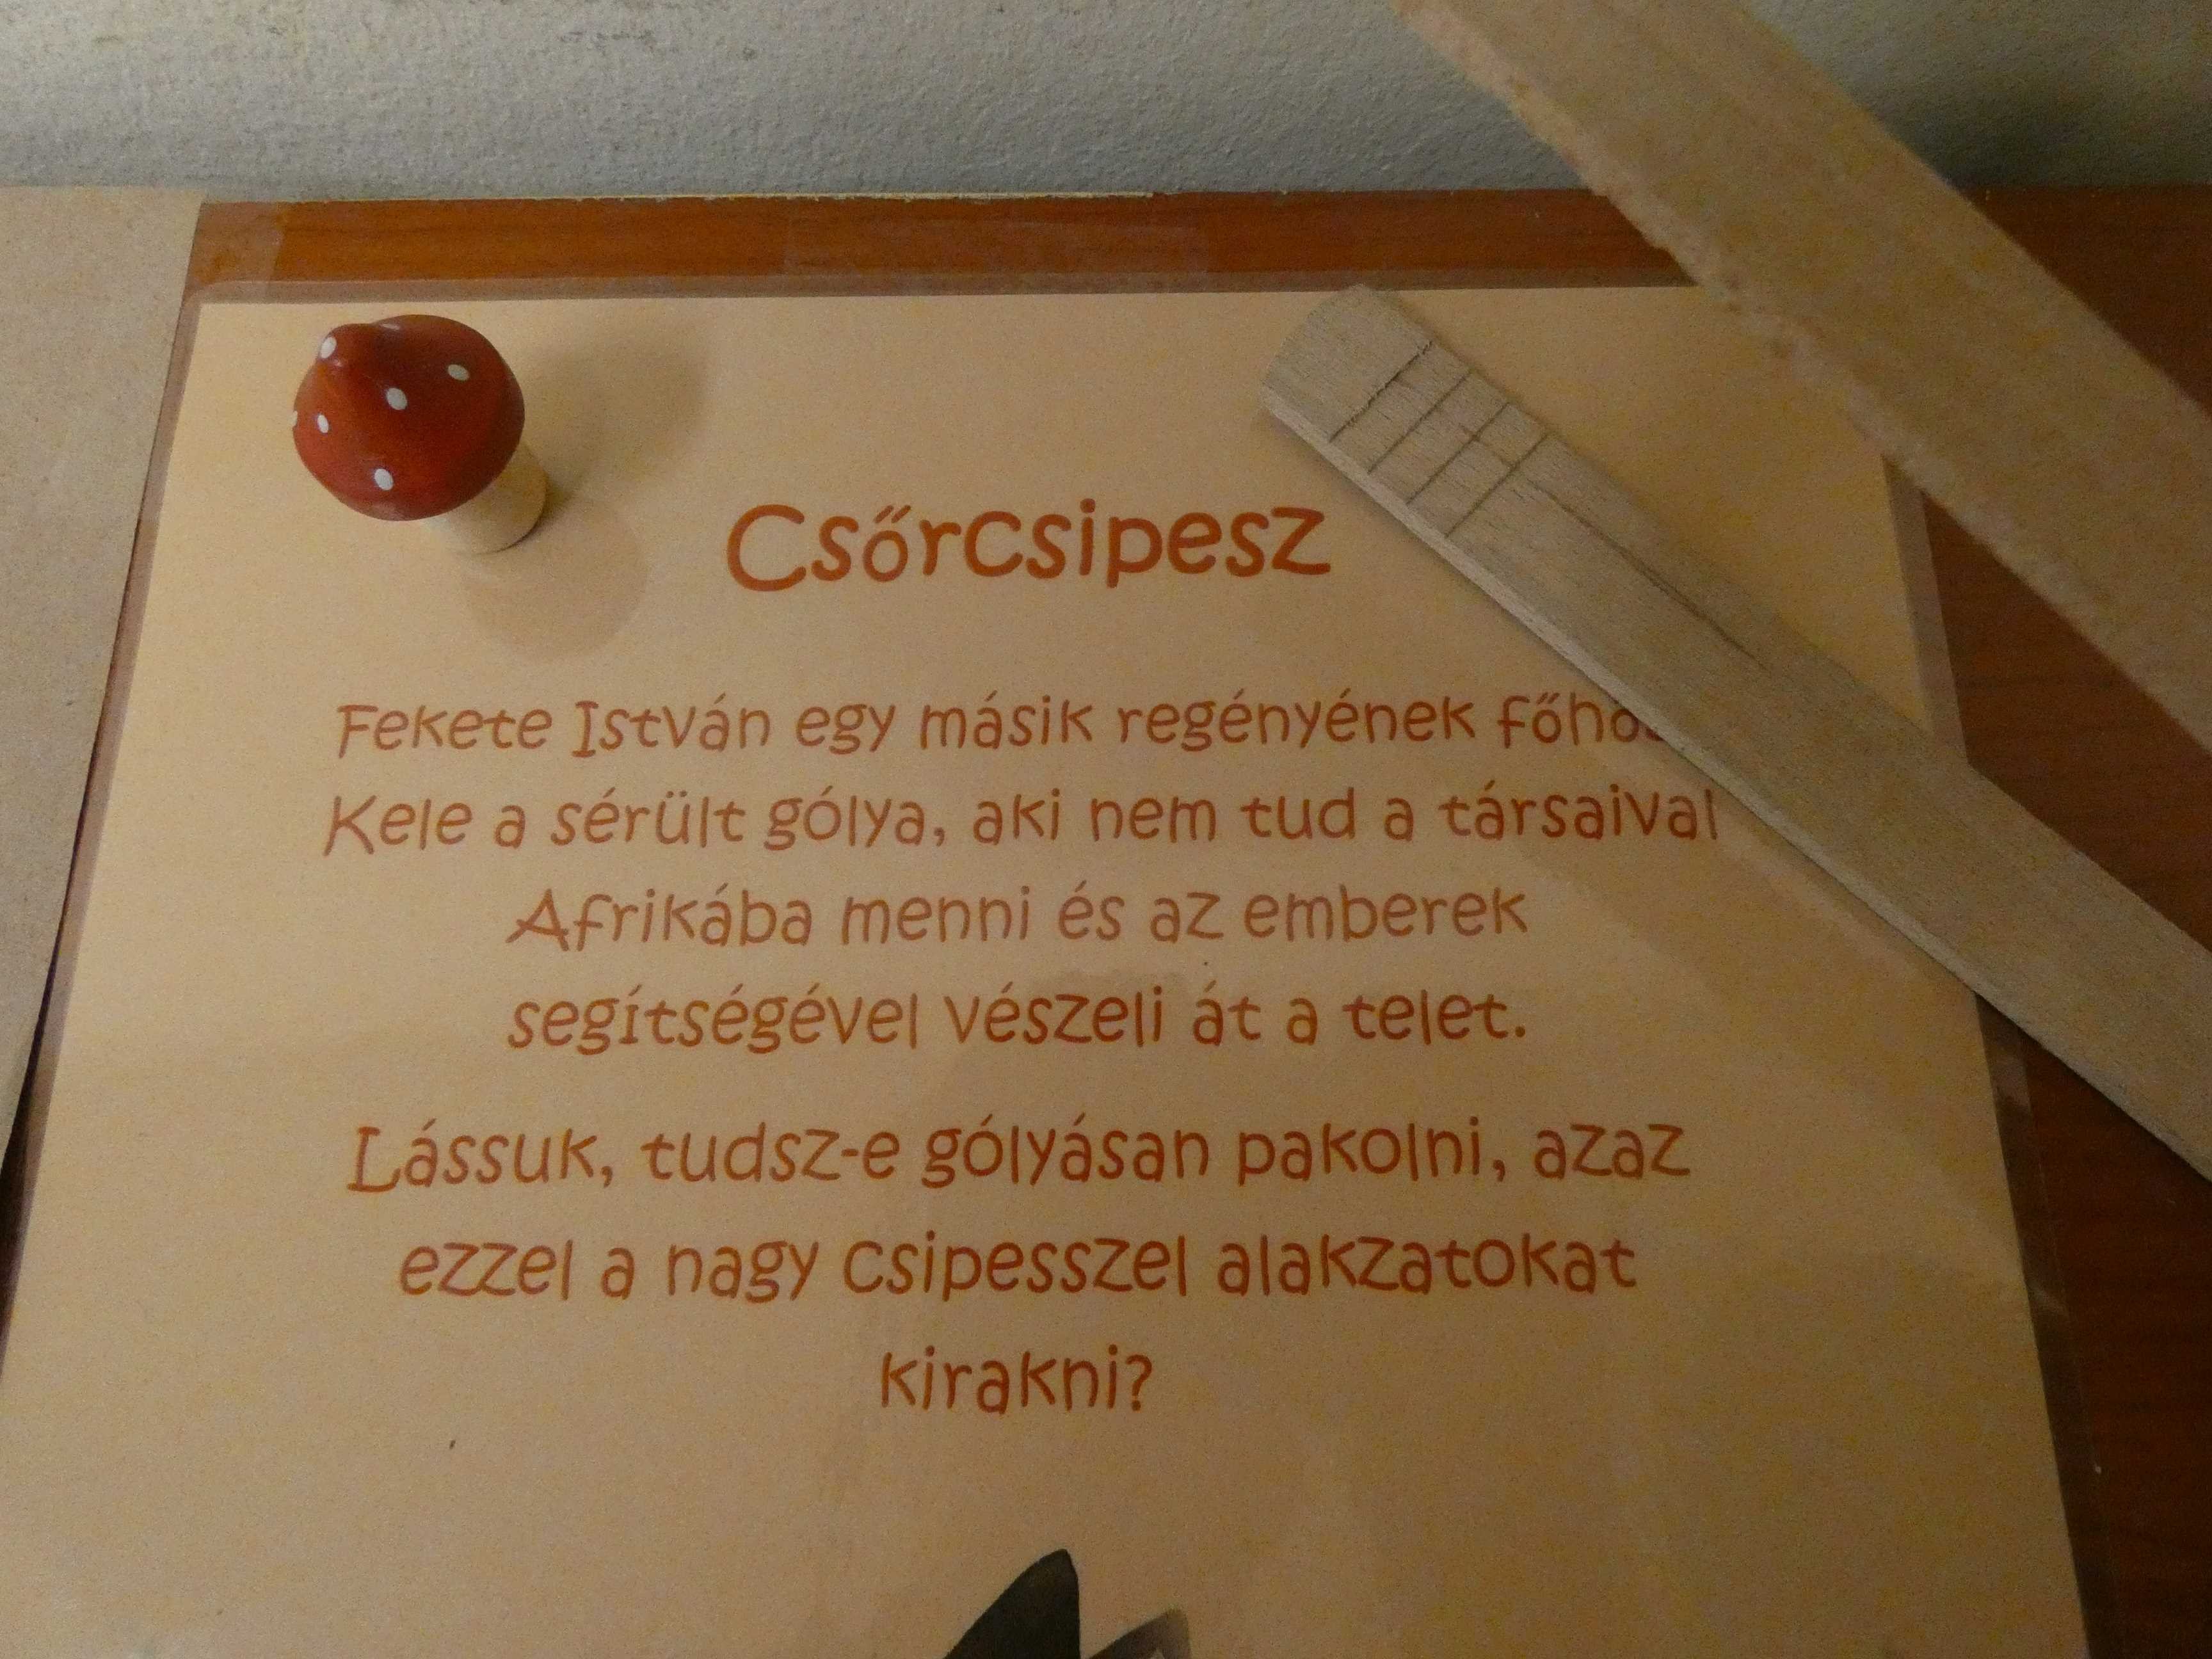 Csőrcsipesz
Fekete István egy másik regényének
Kele a sérült gólya, aki nem tud a társaival
Afrikába menni és az emberek
segítségével vészeli át a telet.
Lássuk, tudsz-e gólyásan pakolni, azaz
ezzel a nagy csipesszel alakzatokat
kirakni?